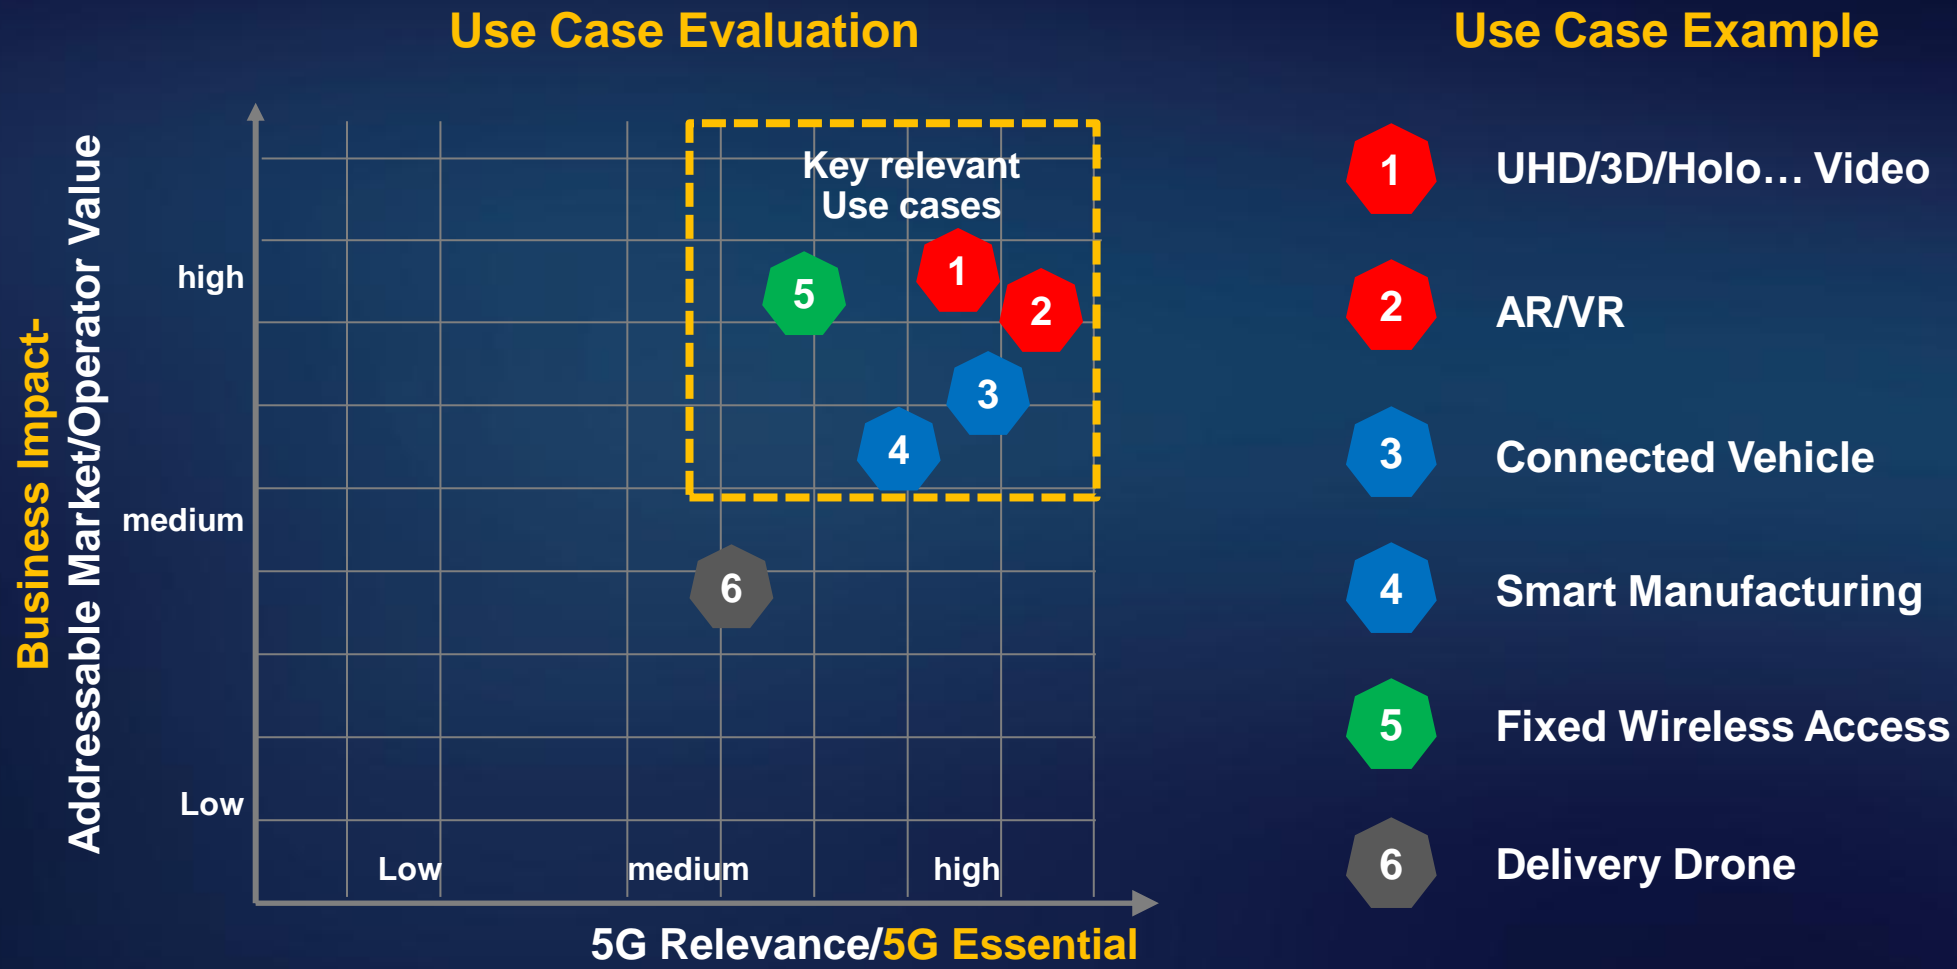 Use Case Evaluation
Use Case Example
Business Impact-
Addressable Market/Operator Value
high
medium
Low
Key relevant
Use cases
5
1
2
3
4
6
Low
medium
high
5G Relevance/5G Essential
1
UHD/3D/Holo… Video
2
AR/VR
3
Connected Vehicle
4
Smart Manufacturing
5
Fixed Wireless Access
6
Delivery Drone